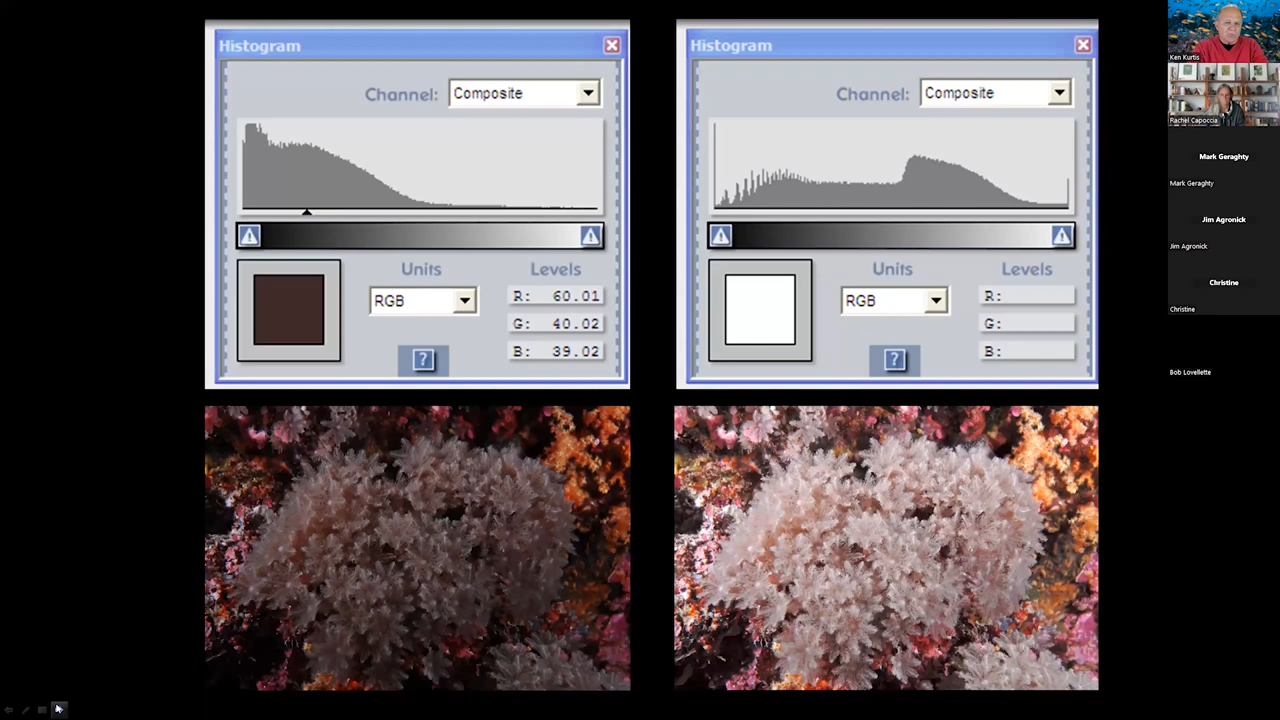 Histogram
Channel: Composite
Units
Levels
RGB
R: 60.01
G: 40.02
B: 39.02
?
Histogram
Channel: Composite
Units
Levels
RGB
R:
G:
B:
?
Ken Kurtis
Rachel Capoccia
Mark Geraghty
Mark Geraghty
Jim Agronick
Jim Agronick
Christine
Christine
Bob Lovellette